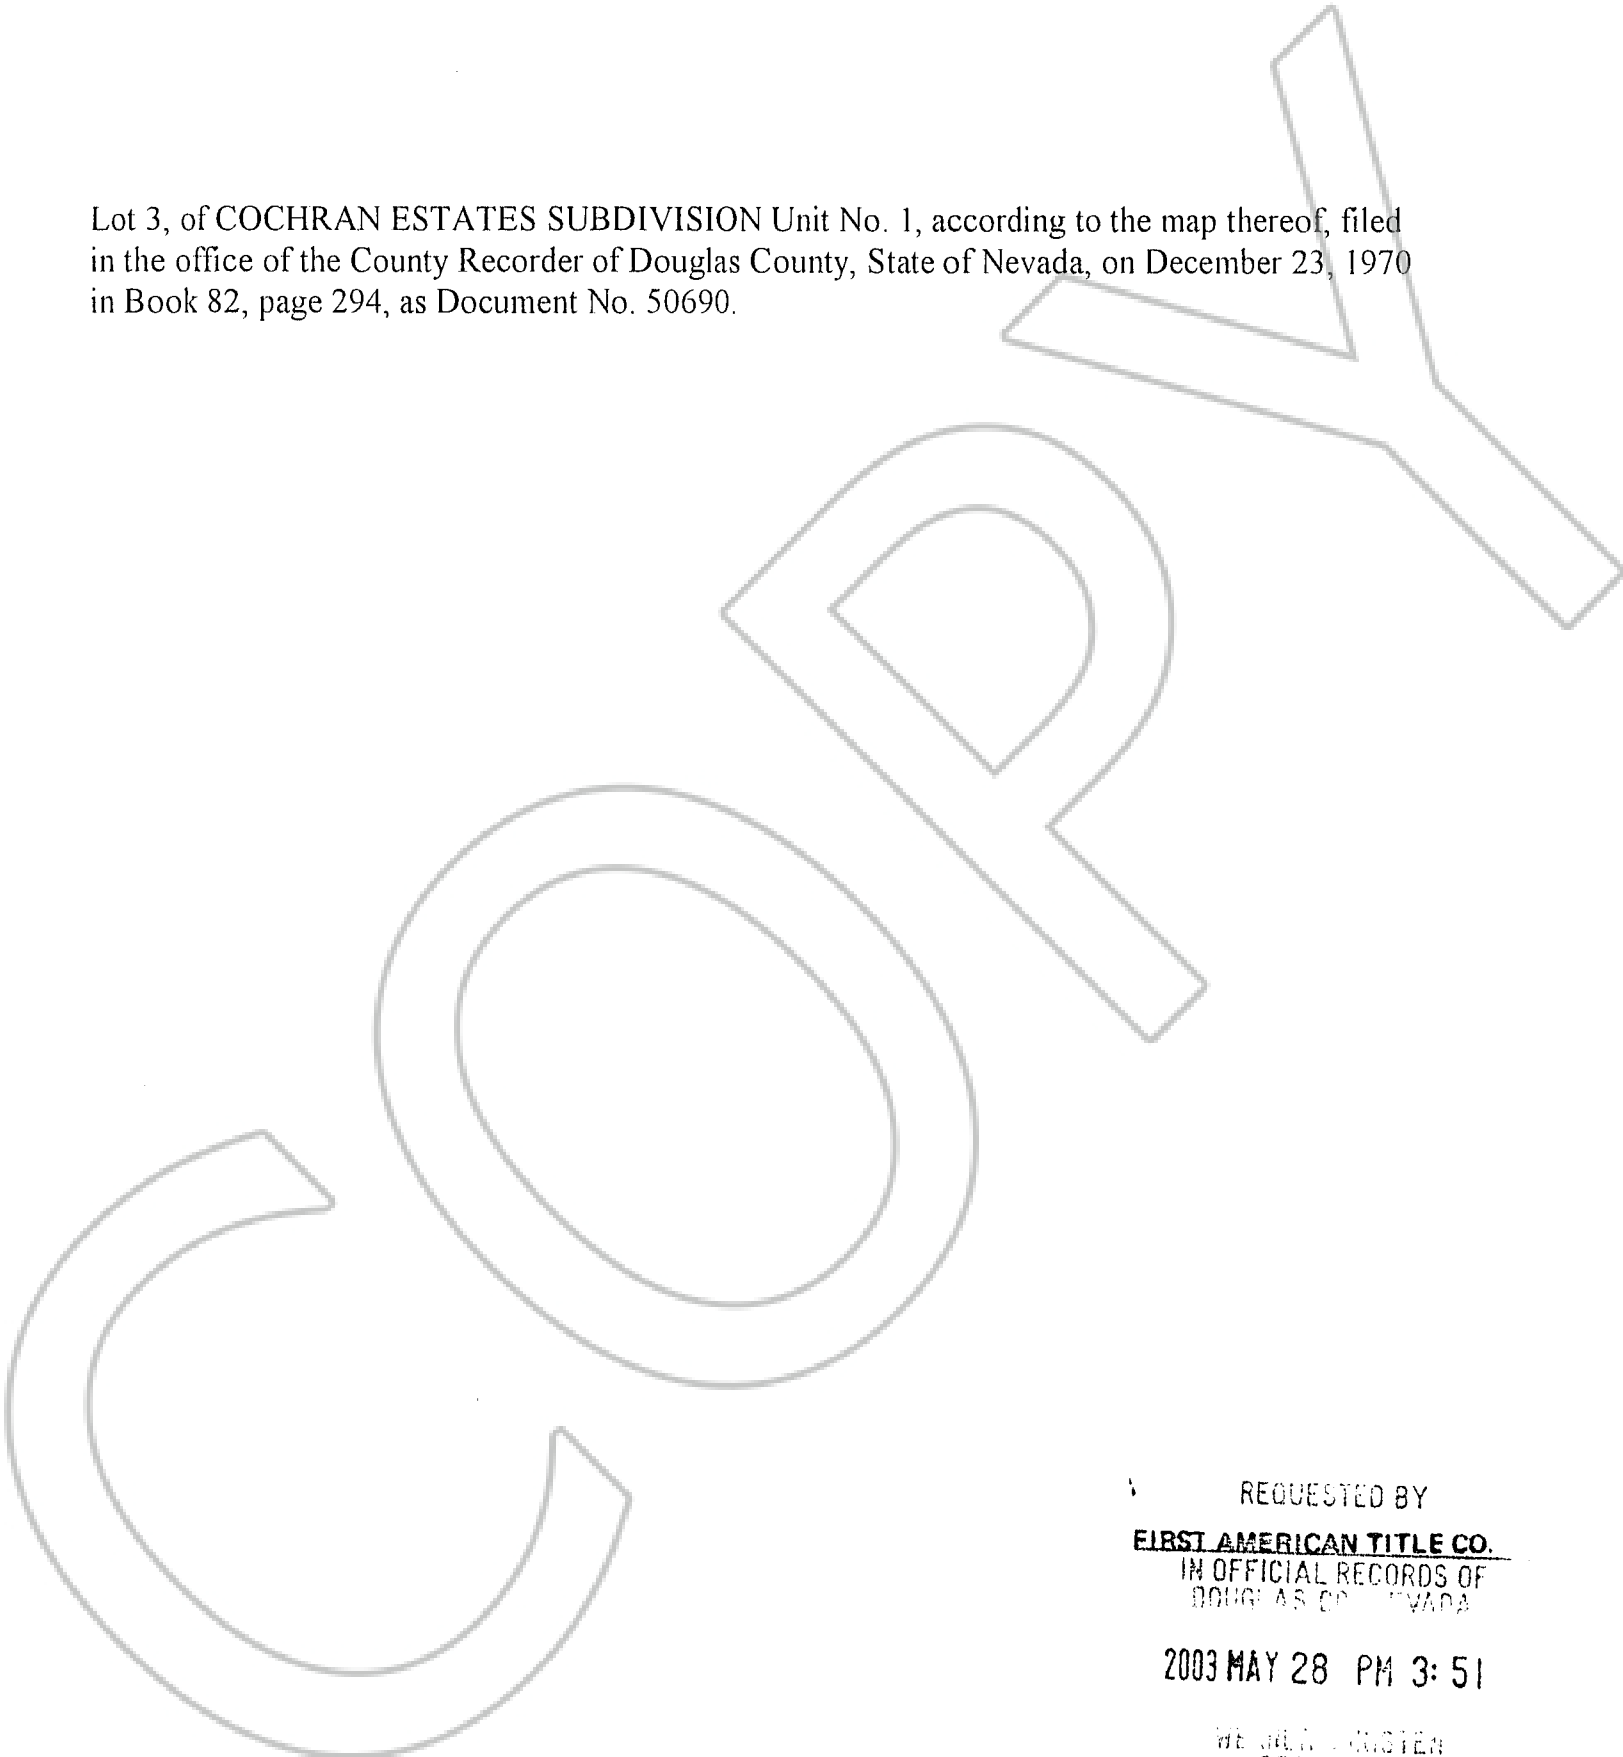 Lot 3, of COCHRAN ESTATES SUBDIVISION Unit No. 1, according to the map thereof, filed
in the office of the County Recorder of Douglas County, State of Nevada, on December 23, 1970
in Book 82, page 294, as Document No. 50690.
COPY
REQUESTED BY
FIRST AMERICAN TITLE CO.
IN OFFICIAL RECORDS OF
DOUGLAS CO
2003 MAY 28 PM 3:51